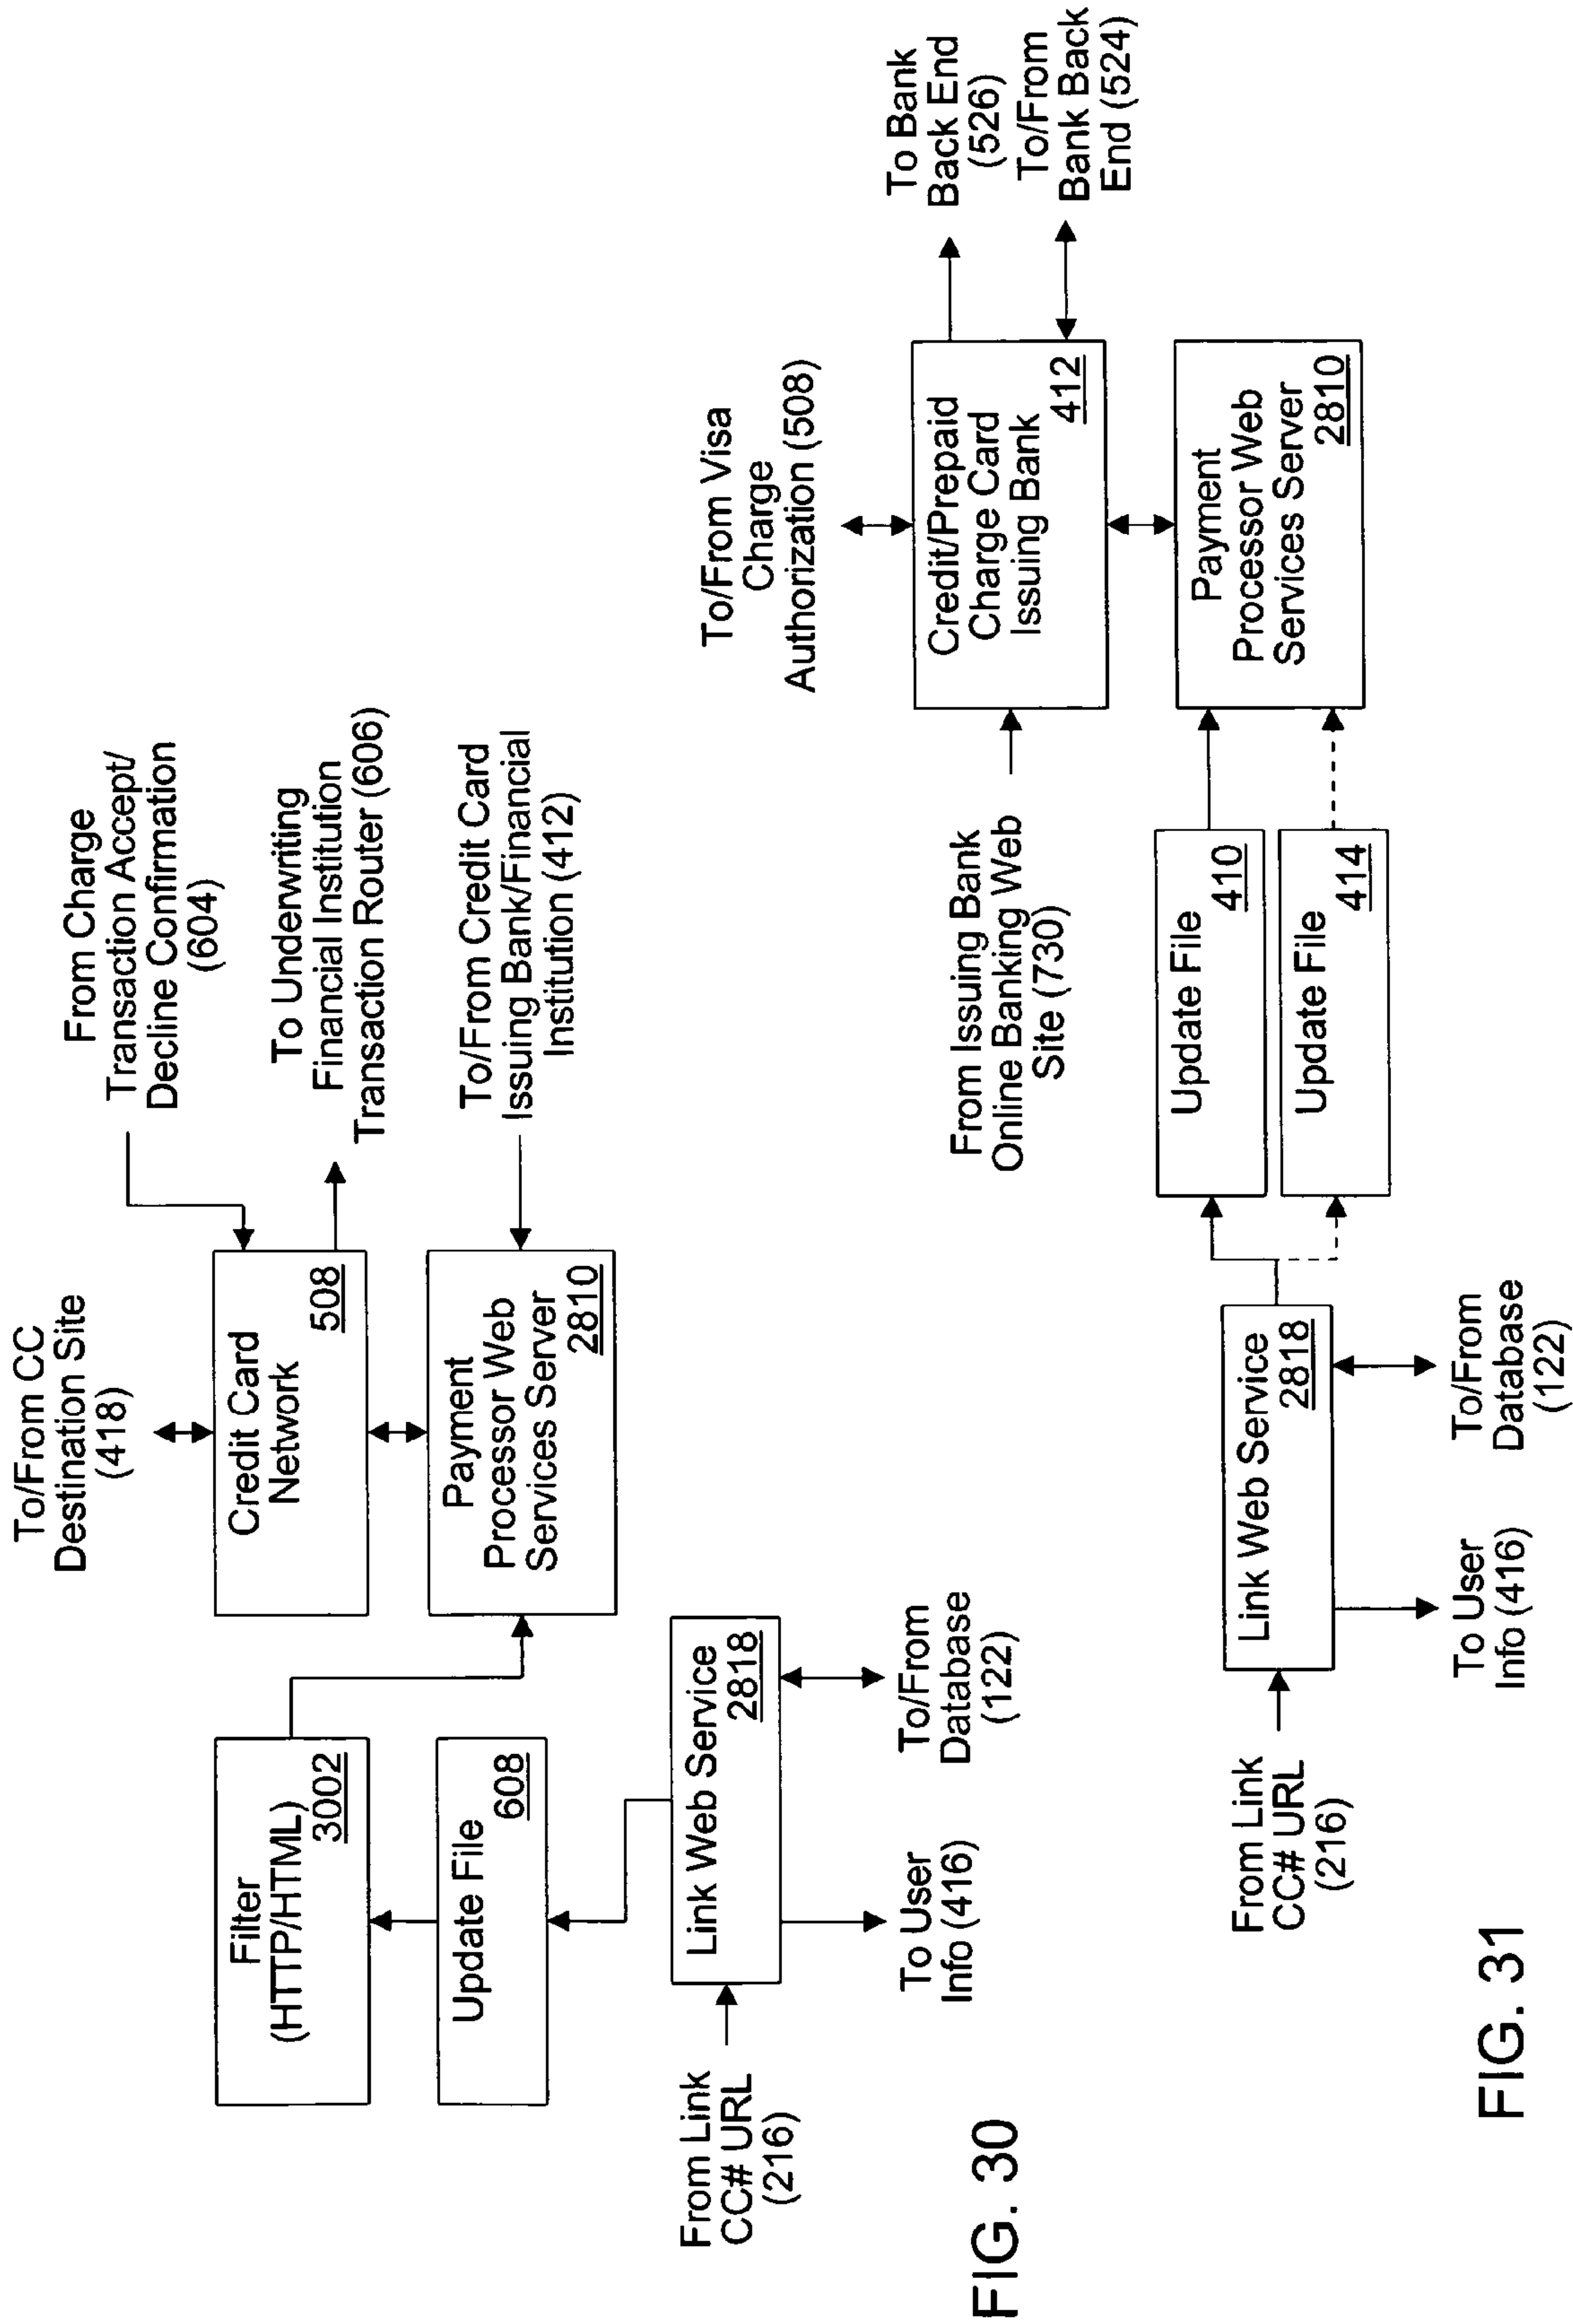 To/From CC
Destination Site
(418)
From Charge
Transaction Accept/
Decline Confirmation
(604)
To Underwriting
Financial Institution
Transaction Router (606)
To/From Credit Card
Issuing Bank/Financial
Institution (412)
Filter
(HTTP/HTML)
3002
Credit Card
Network
508
Update File
608
Payment
Processor Web
Services Server
2810
From Link
CC# URL
(216)
Link Web Service
2818
To User
Info (416)
To/From
Database
(122)
FIG. 30
To/From Visa
Charge
Authorization (508)
To Bank
Back End
(526)
To/From
Bank Back
End (524)
From Issuing Bank
Online Banking Web
Site (730)
Credit/Prepaid
Charge Card
Issuing Bank
412
Update File
410
Update File
414
Payment
Processor Web
Services Server
2810
From Link
CC# URL
(216)
Link Web Service
2818
To User
Info (416)
To/From
Database
(122)
FIG. 31